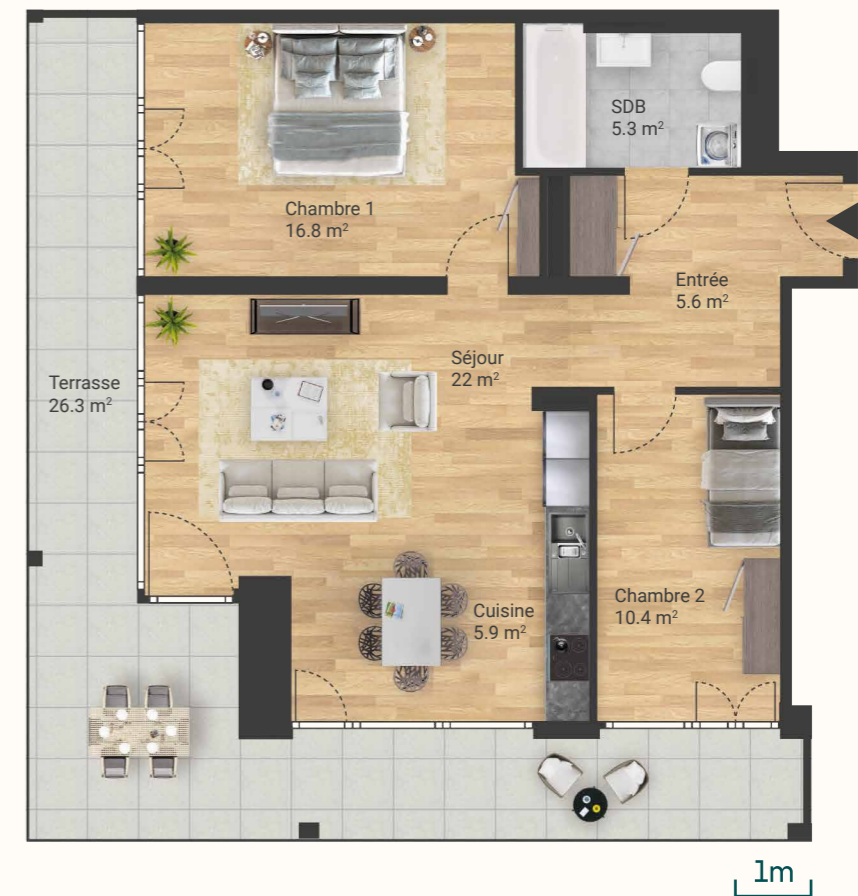 SDB
5.3 m²
Chambre 1
16.8 m²
Entrée
5.6 m²
Séjour
22 m²
Terrasse
26.3 m²
Chambre 2
10.4 m²
Cuisine
5.9 m²
1m